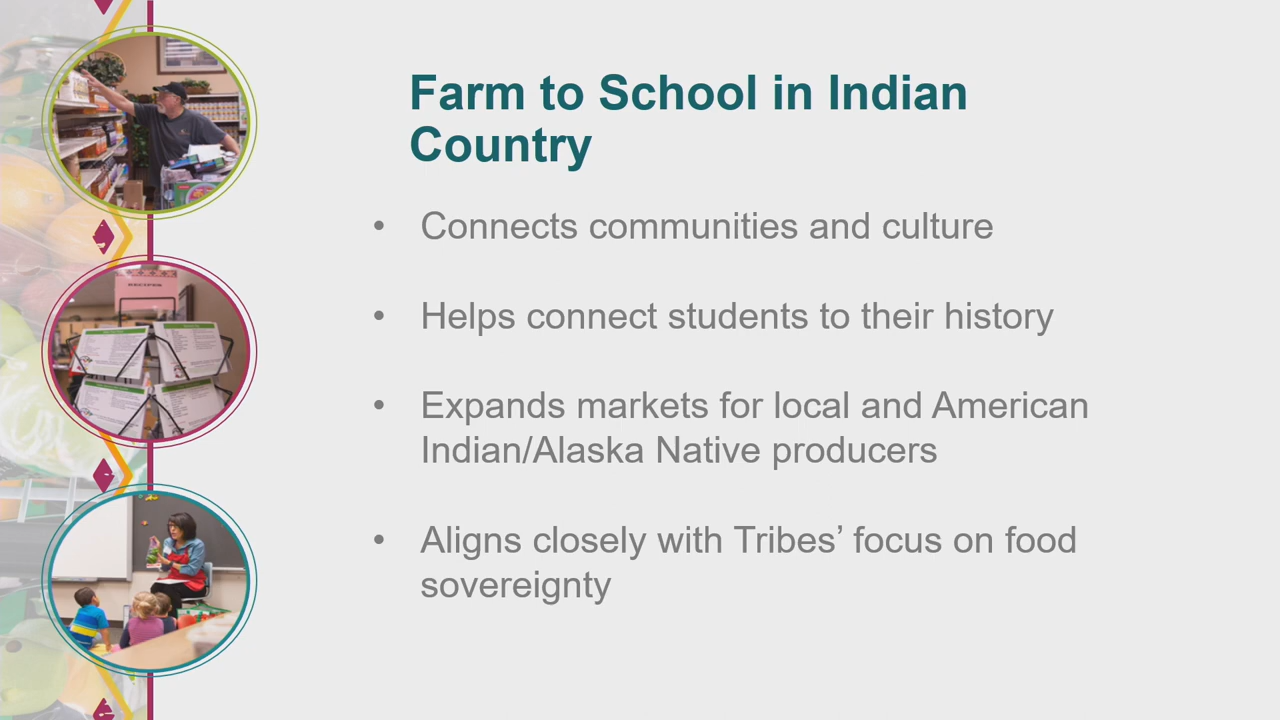 Farm to School in Indian
Country
• Connects communities and culture
• Helps connect students to their history
• Expands markets for local and American
Indian/Alaska Native producers
• Aligns closely with Tribes’ focus on food
sovereignty
RECIPES